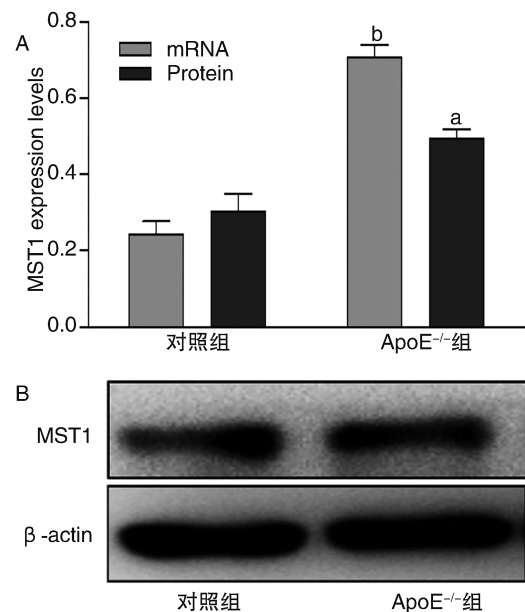 A
mRNA
Protein
MST1 expression levels
0.8
0.6
0.4
0.2
0.0
b
a
对照组
ApoE⁻/⁻组
B
MST1
β-actin
对照组
ApoE⁻/⁻组